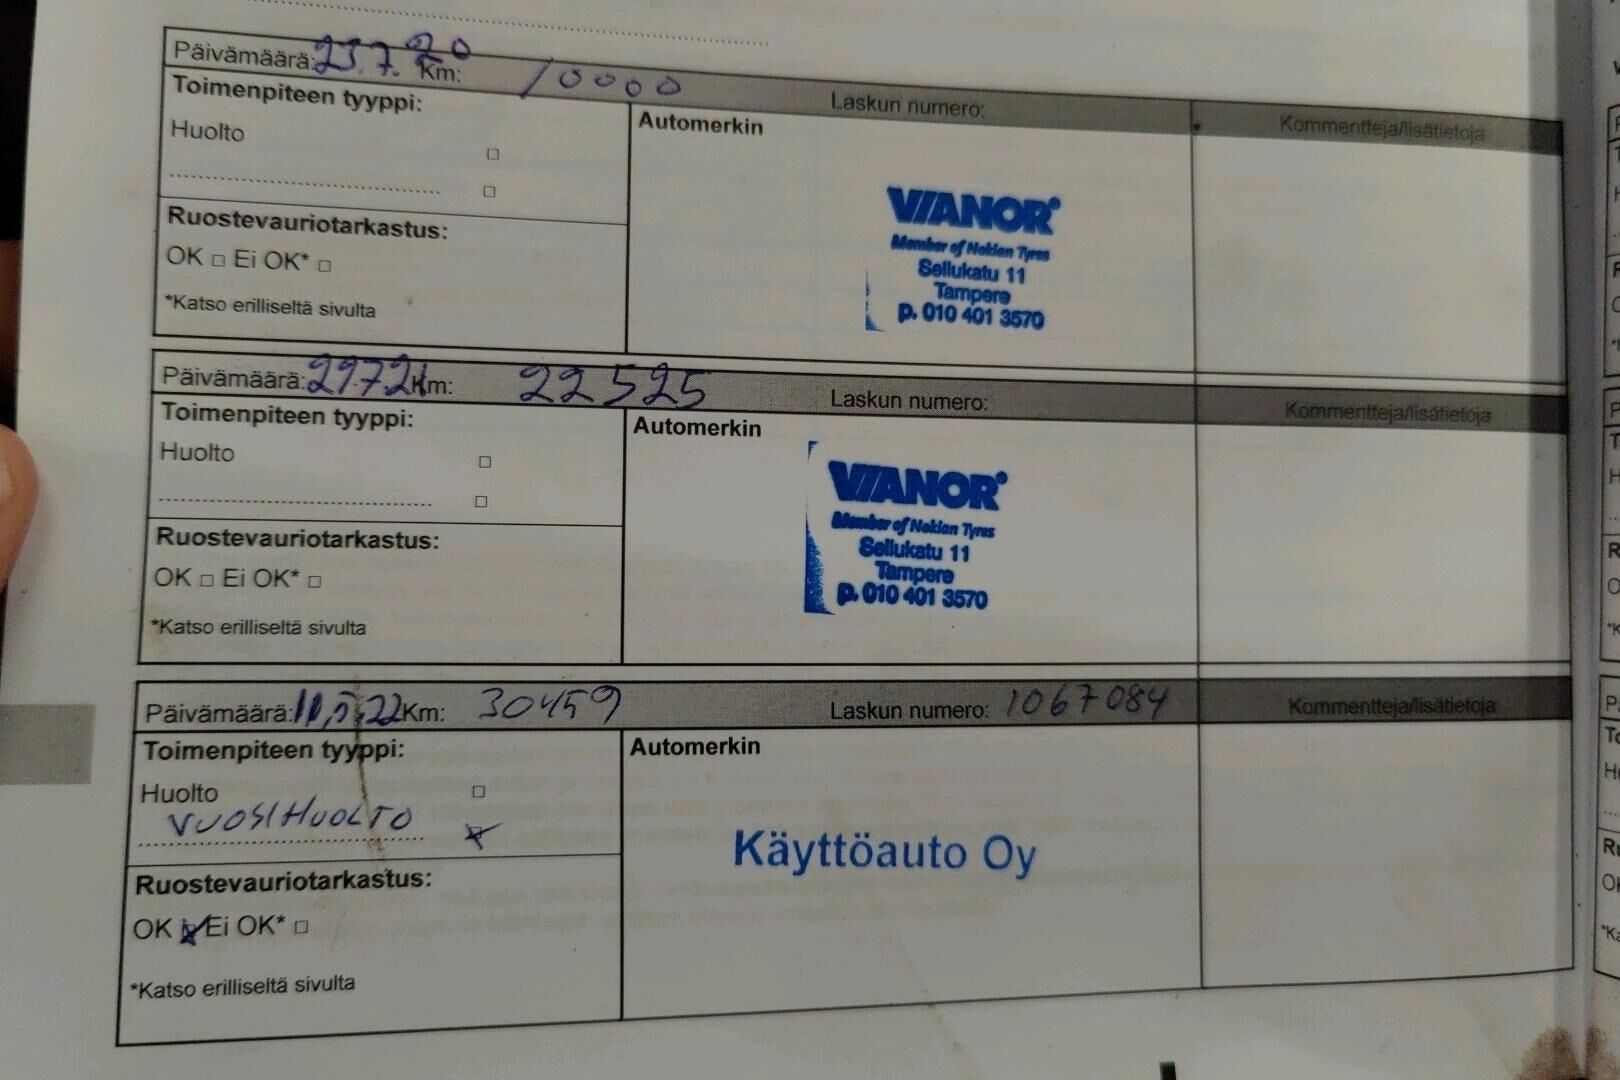 Päivämäärä: 23.7.20 Km: 10000 Laskun numero: Kommentteja/lisätietoja
Toimenpiteen tyyppi:
Automerkin
Huolto □
........................................ □
VIANOR
Member of Nokian Tyres
Sellukatu 11
Tampere
p. 010 401 3570
Ruostevauriotarkastus:
OK □ Ei OK* □
*Katso erilliseltä sivulta
Päivämäärä: 29.7.21 Km: 22525 Laskun numero: Kommentteja/lisätietoja
Toimenpiteen tyyppi:
Automerkin
Huolto □
........................................ □
VIANOR
Member of Nokian Tyres
Sellukatu 11
Tampere
p. 010 401 3570
Ruostevauriotarkastus:
OK □ Ei OK* □
*Katso erilliseltä sivulta
Päivämäärä: 11.5.22 Km: 30459 Laskun numero: 1067084 Kommentteja/lisätietoja
Toimenpiteen tyyppi:
Automerkin
Huolto □
VUOSIHUOLTO
Käyttöauto Oy
Ruostevauriotarkastus:
OK Ei OK* □
*Katso erilliseltä sivulta